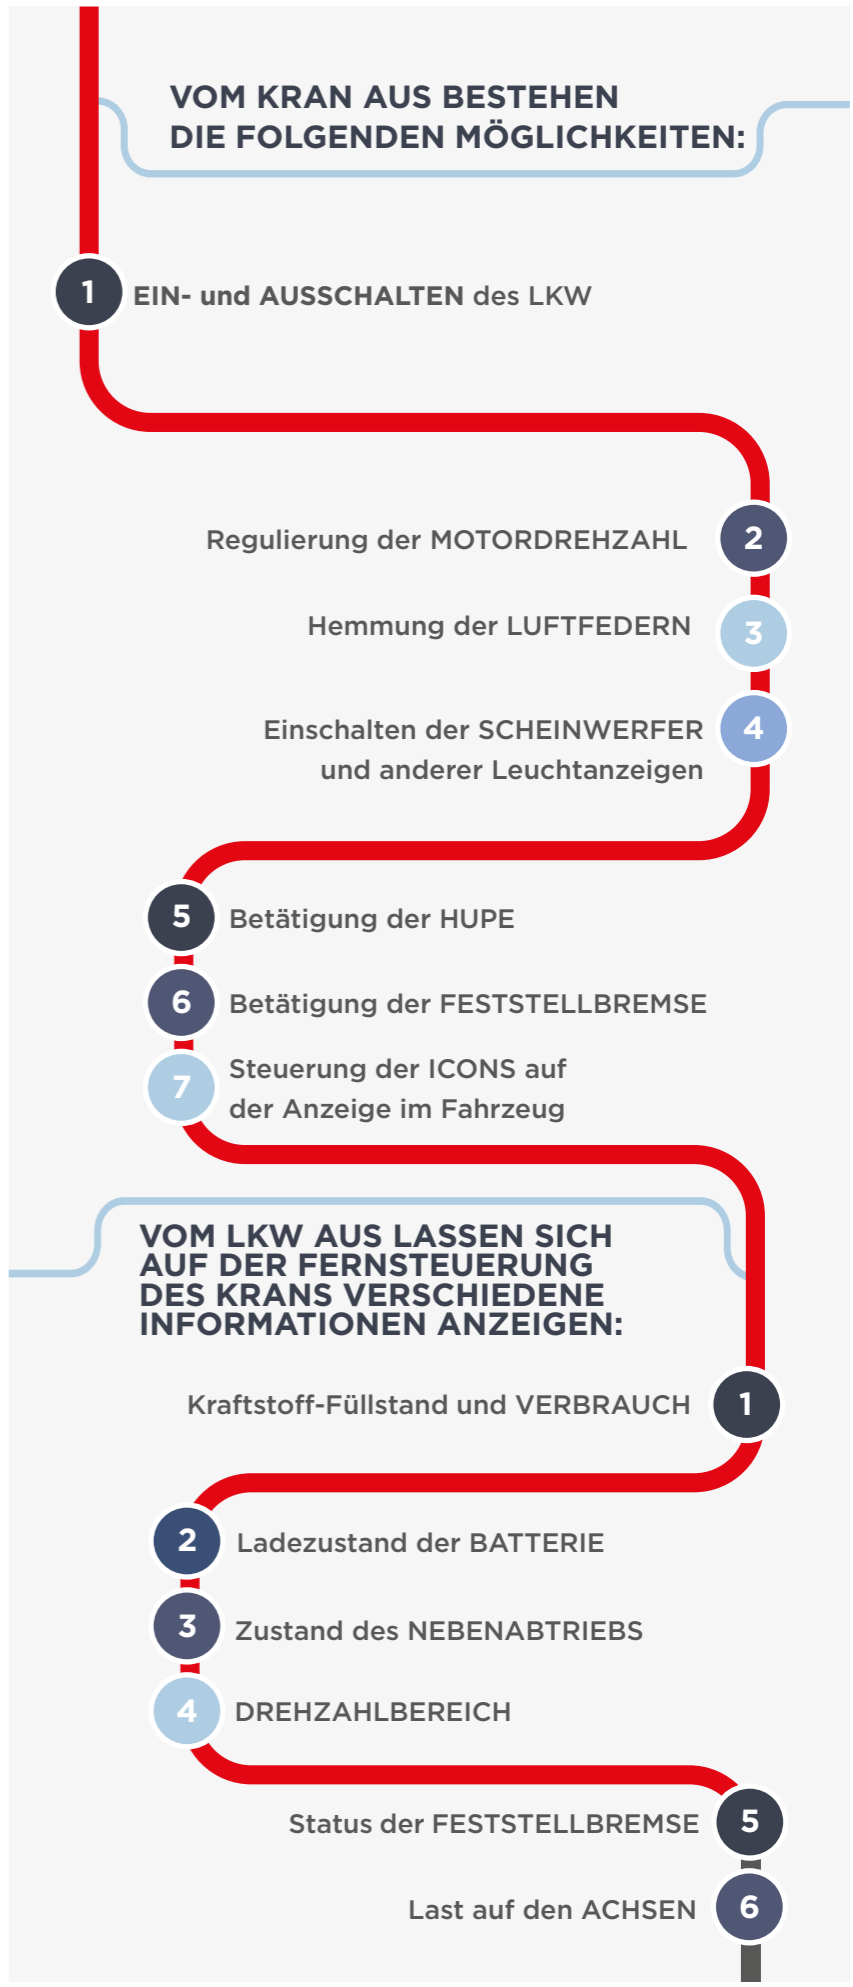 VOM KRAN AUS BESTEHEN
DIE FOLGENDEN MÖGLICHKEITEN:
1 EIN- und AUSSCHALTEN des LKW
Regulierung der MOTORDREHZAHL 2
Hemmung der LUFTFEDERN 3
Einschalten der SCHEINWERFER 4
und anderer Leuchtanzeigen
5 Betätigung der HUPE
6 Betätigung der FESTSTELLBREMSE
7 Steuerung der ICONS auf
der Anzeige im Fahrzeug
VOM LKW AUS LASSEN SICH
AUF DER FERNSTEUERUNG
DES KRANS VERSCHIEDENE
INFORMATIONEN ANZEIGEN:
Kraftstoff-Füllstand und VERBRAUCH 1
2 Ladezustand der BATTERIE
3 Zustand des NEBENABTRIEBS
4 DREHZAHLBEREICH
Status der FESTSTELLBREMSE 5
Last auf den ACHSEN 6